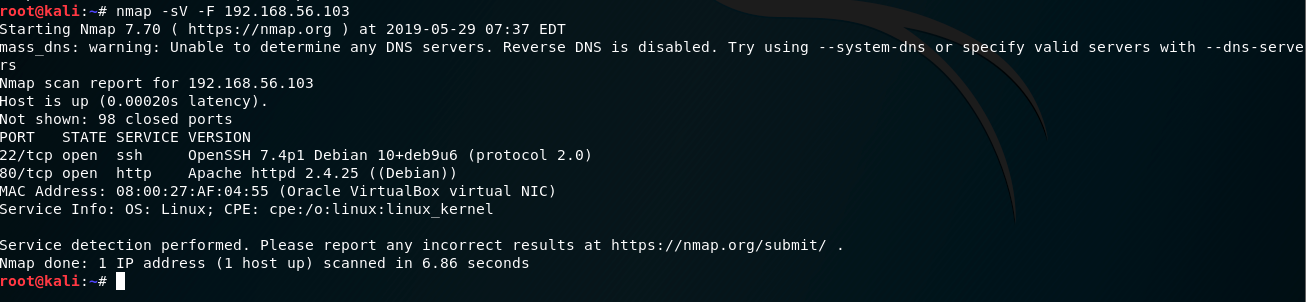 root@kali:~# nmap -sV -F 192.168.56.103
Starting Nmap 7.70 ( https://nmap.org ) at 2019-05-29 07:37 EDT
mass_dns: warning: Unable to determine any DNS servers. Reverse DNS is disabled. Try using --system-dns or specify valid servers with --dns-serve
rs
Nmap scan report for 192.168.56.103
Host is up (0.00020s latency).
Not shown: 98 closed ports
PORT   STATE SERVICE VERSION
22/tcp open  ssh     OpenSSH 7.4p1 Debian 10+deb9u6 (protocol 2.0)
80/tcp open  http    Apache httpd 2.4.25 ((Debian))
MAC Address: 08:00:27:AF:04:55 (Oracle VirtualBox virtual NIC)
Service Info: OS: Linux; CPE: cpe:/o:linux:linux_kernel

Service detection performed. Please report any incorrect results at https://nmap.org/submit/ .
Nmap done: 1 IP address (1 host up) scanned in 6.86 seconds
root@kali:~#